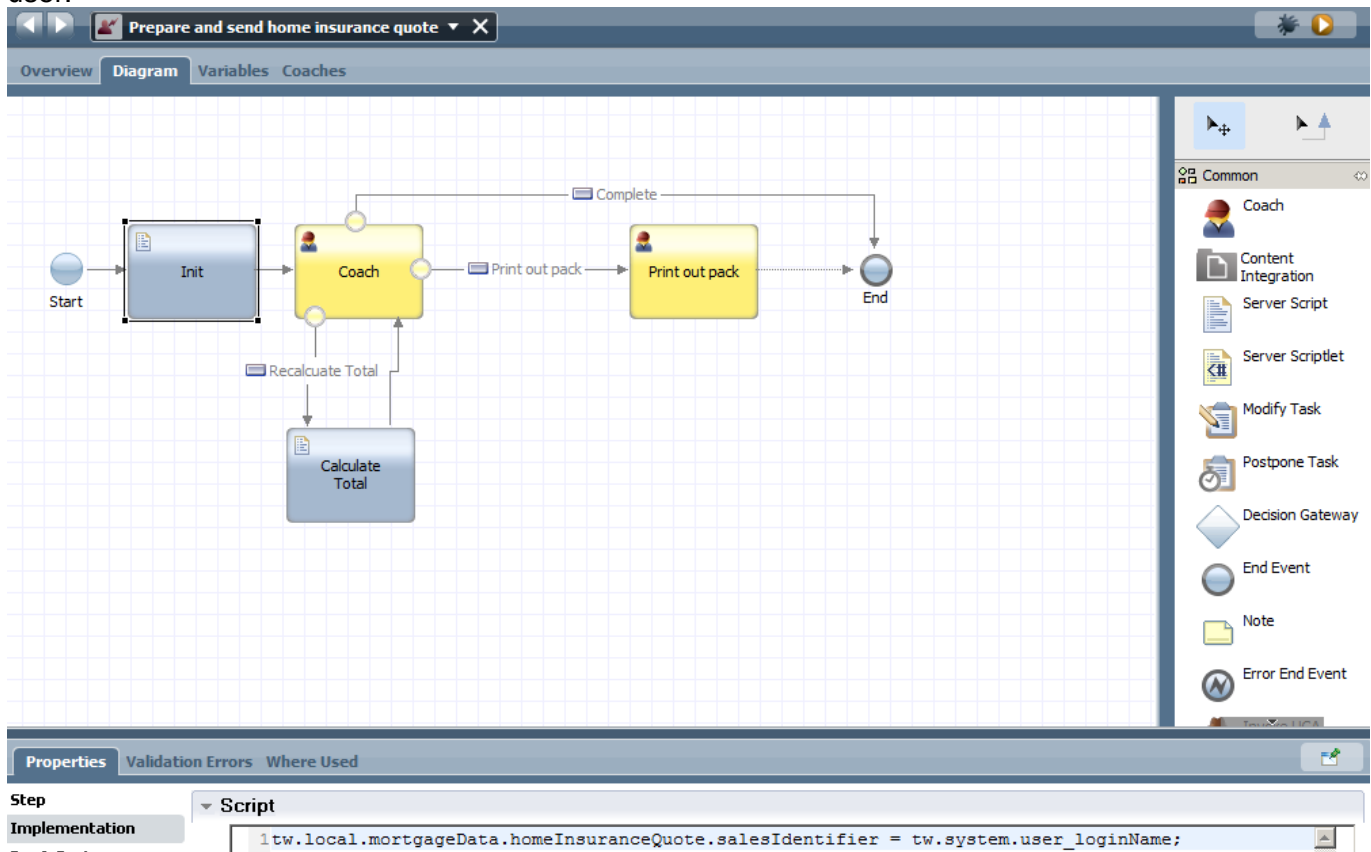 user.
Prepare and send home insurance quote
Overview Diagram Variables Coaches
Common
Coach
Content
Integration
Server Script
Server Scriptlet
Modify Task
Postpone Task
Decision Gateway
End Event
Note
Error End Event
Complete
Start
Init
Coach
Print out pack
Print out pack
End
Recalcuate Total
Calculate
Total
Properties Validation Errors Where Used
Step
Implementation
Script
1 tw.local.mortgageData.homeInsuranceQuote.salesIdentifier = tw.system.user_loginName;